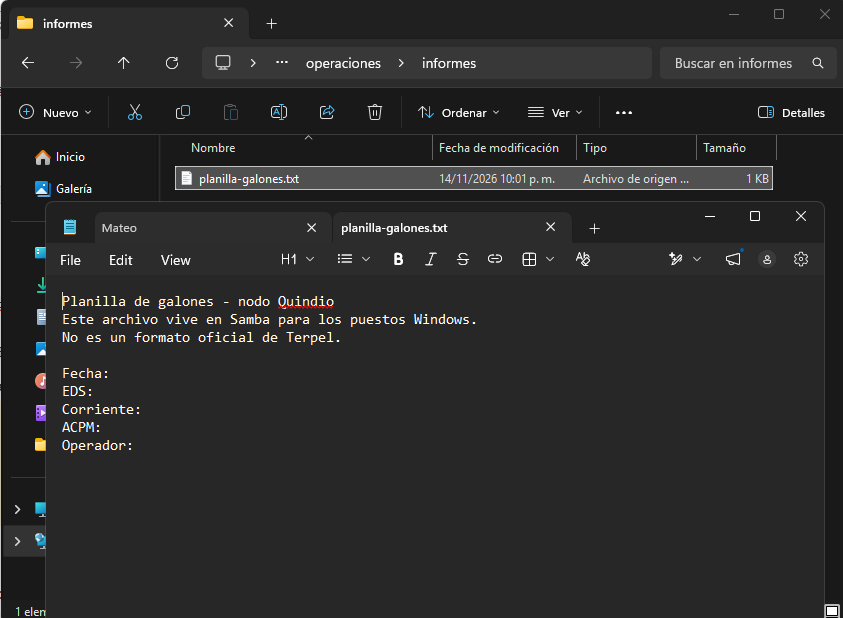 informes
operaciones
informes
Buscar en informes
Nuevo
Ordenar
Ver
Detalles
Inicio
Galería
Nombre
Fecha de modificación
Tipo
Tamaño
planilla-galones.txt
14/11/2026 10:01 p. m.
Archivo de origen ...
1 KB
Mateo
planilla-galones.txt
File
Edit
View
H1
B
I
S
Planilla de galones - nodo Quindio
Este archivo vive en Samba para los puestos Windows.
No es un formato oficial de Terpel.
Fecha:
EDS:
Corriente:
ACPM:
Operador:
1 elem